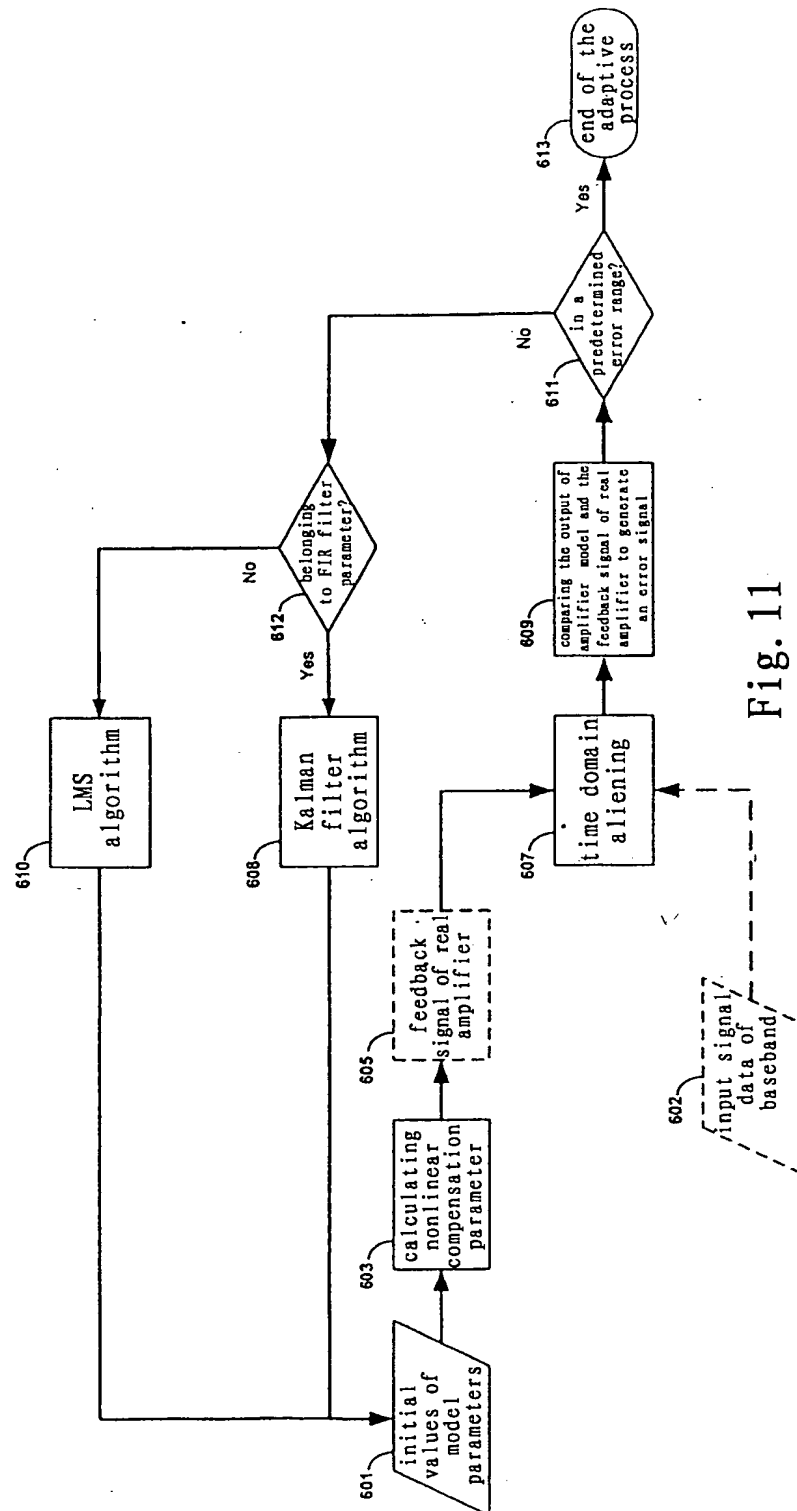 601
initial
values of
model
parameters
603
calculating
nonlinear
compensation
parameter
605
feedback
signal of real
amplifier
602
input signal
data of
baseband
607
time domain
aliening
609
comparing the output of
amplifier model and the
feedback signal of real
amplifier to generate
an error signal
611
in a
predetermined
error range?
Yes
No
613
end of the
adaptive
process
612
belonging
to FIR filter
parameter?
Yes
No
608
Kalman
filter
algorithm
610
LMS
algorithm
Fig. 11